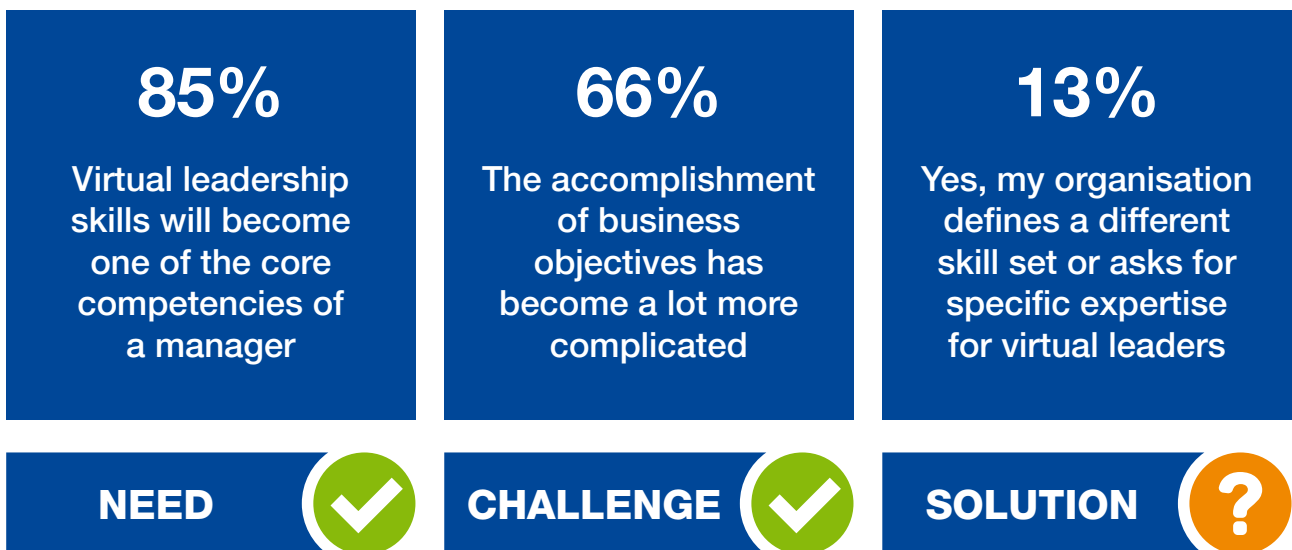 85%
Virtual leadership
skills will become
one of the core
competencies of
a manager
66%
The accomplishment
of business
objectives has
become a lot more
complicated
13%
Yes, my organisation
defines a different
skill set or asks for
specific expertise
for virtual leaders
NEED
CHALLENGE
SOLUTION
?